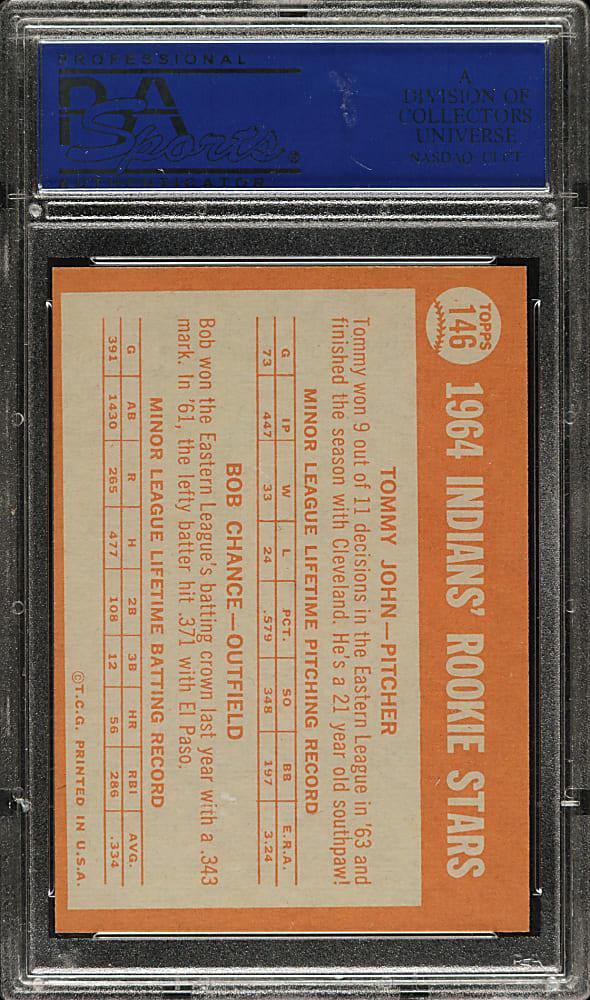 PROFESSIONAL
PSA
Sports®
AUTHENTICATOR
A
DIVISION OF
COLLECTORS
UNIVERSE
NASDAQ: CLCT
TOPPS
146
1964 INDIANS' ROOKIE STARS
TOMMY JOHN—PITCHER
Tommy won 9 out of 11 decisions in the Eastern League in '63 and
finished the season with Cleveland. He's a 21 year old southpaw!
MINOR LEAGUE LIFETIME PITCHING RECORD
G IP W L PCT. SO BB E.R.A.
73 447 33 24 .579 348 197 3.24
BOB CHANCE—OUTFIELD
Bob won the Eastern League's batting crown last year with a .343
mark. In '61, the lefty batter hit .371 with El Paso.
MINOR LEAGUE LIFETIME BATTING RECORD
G AB R H 2B 3B HR RBI AVG.
391 1430 265 477 108 12 56 286 .334
©T.C.G. PRINTED IN U.S.A.
PSA